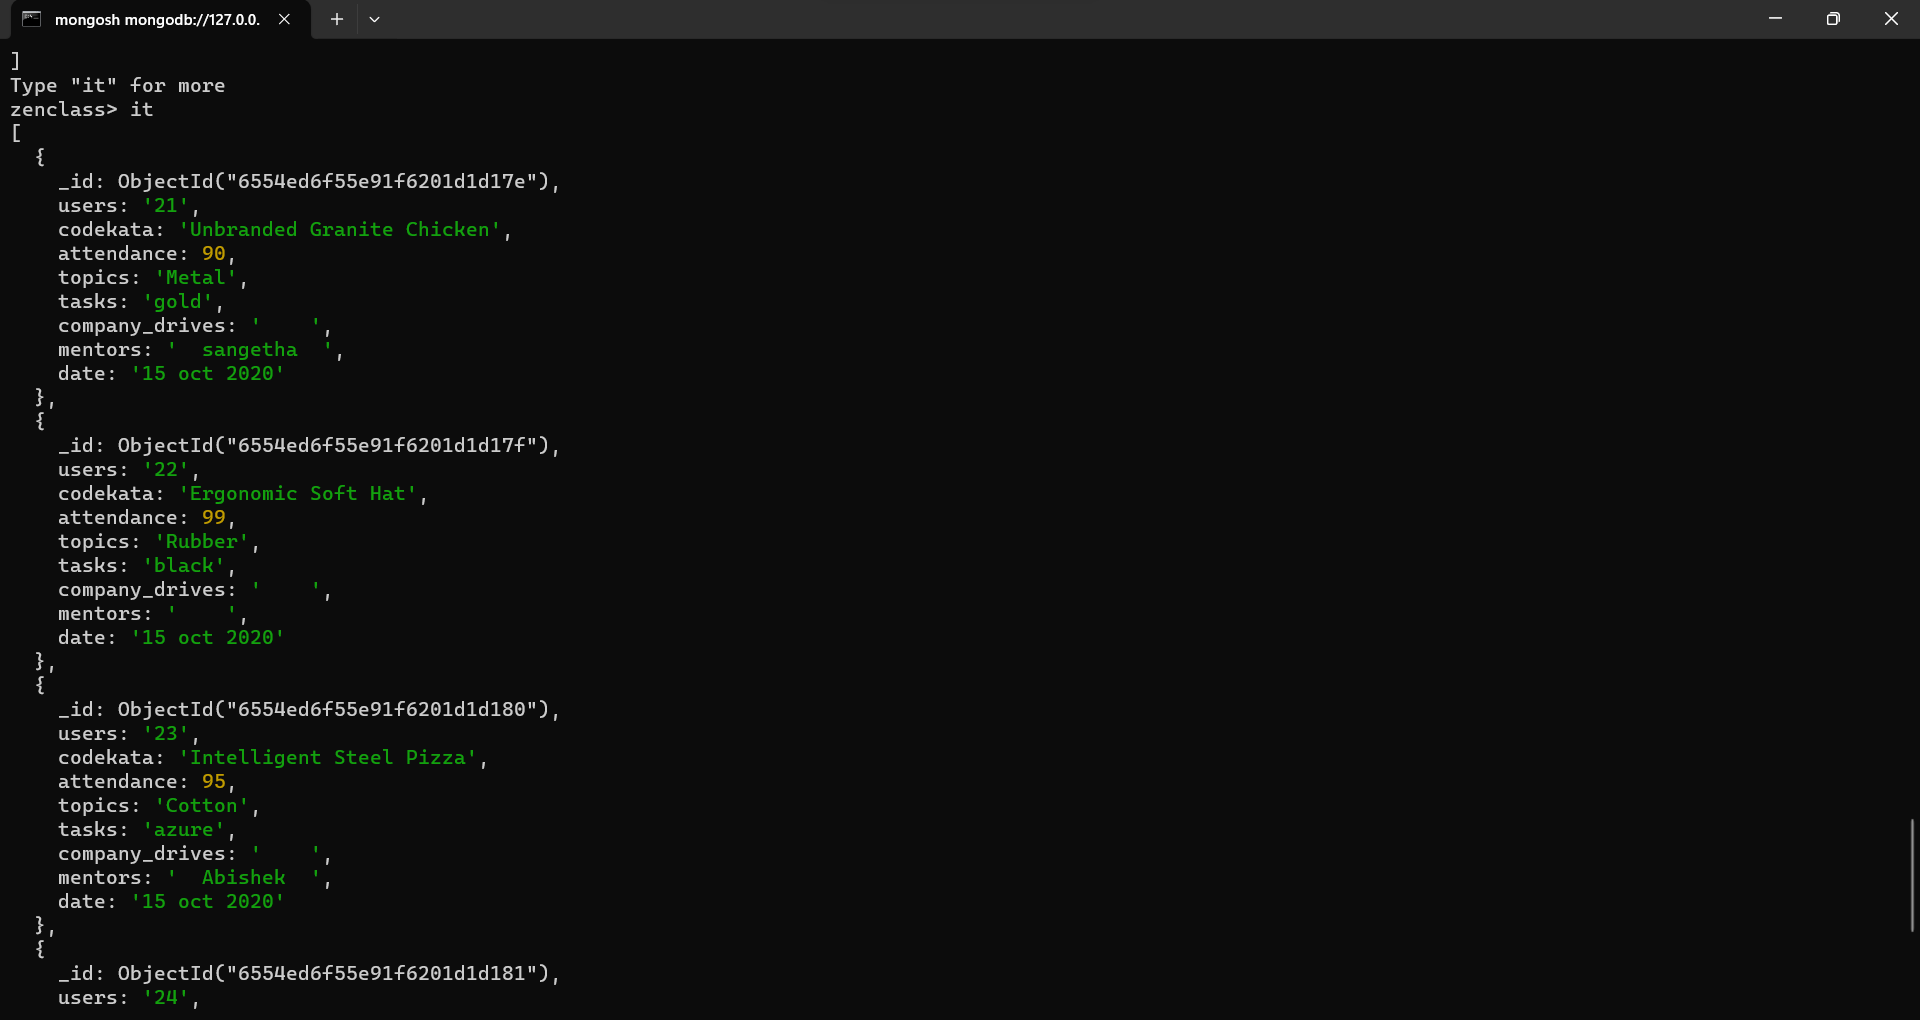 mongosh mongodb://127.0.0.
]
Type "it" for more
zenclass> it
[
  {
    _id: ObjectId("6554ed6f55e91f6201d1d17e"),
    users: '21',
    codekata: 'Unbranded Granite Chicken',
    attendance: 90,
    topics: 'Metal',
    tasks: 'gold',
    company_drives: '    ',
    mentors: '  sangetha  ',
    date: '15 oct 2020'
  },
  {
    _id: ObjectId("6554ed6f55e91f6201d1d17f"),
    users: '22',
    codekata: 'Ergonomic Soft Hat',
    attendance: 99,
    topics: 'Rubber',
    tasks: 'black',
    company_drives: '    ',
    mentors: '    ',
    date: '15 oct 2020'
  },
  {
    _id: ObjectId("6554ed6f55e91f6201d1d180"),
    users: '23',
    codekata: 'Intelligent Steel Pizza',
    attendance: 95,
    topics: 'Cotton',
    tasks: 'azure',
    company_drives: '    ',
    mentors: '  Abishek  ',
    date: '15 oct 2020'
  },
  {
    _id: ObjectId("6554ed6f55e91f6201d1d181"),
    users: '24',